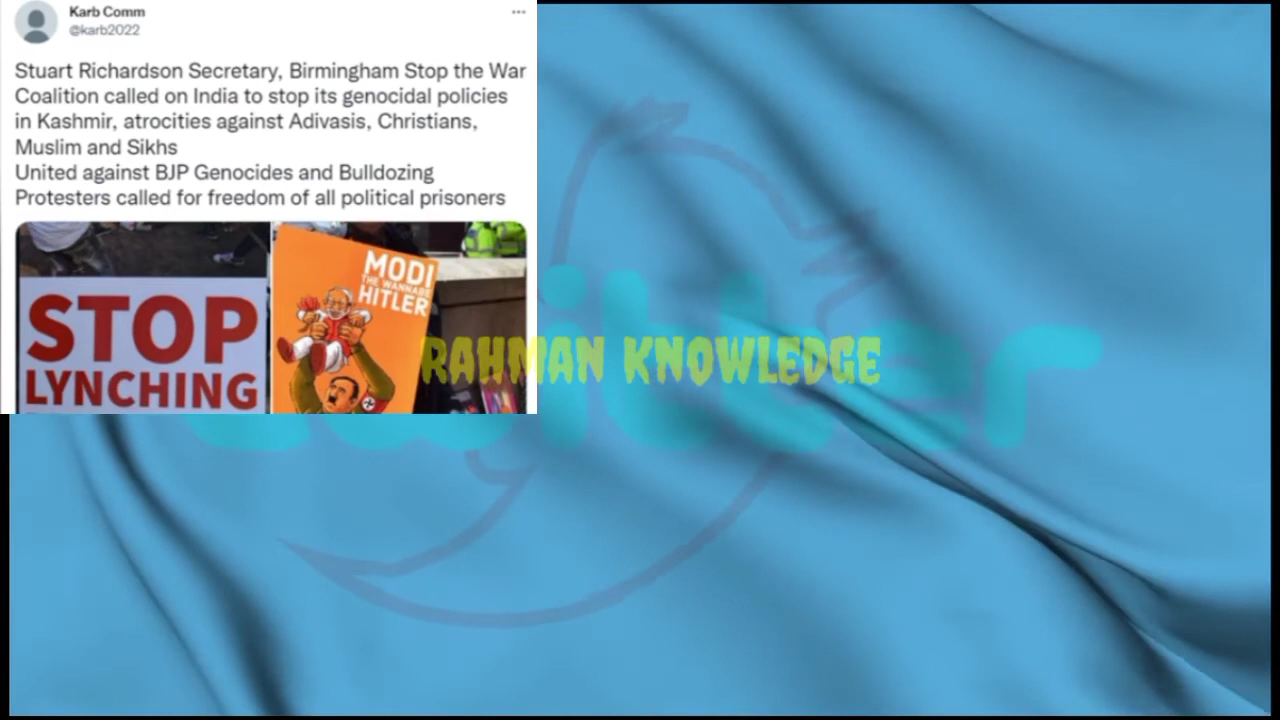 Karb Comm
@karb2022
Stuart Richardson Secretary, Birmingham Stop the War
Coalition called on India to stop its genocidal policies
in Kashmir, atrocities against Adivasis, Christians,
Muslim and Sikhs
United against BJP Genocides and Bulldozing
Protesters called for freedom of all political prisoners
STOP
LYNCHING
MODI
THE WANNABE
HITLER
RAHMAN KNOWLEDGE
twitter